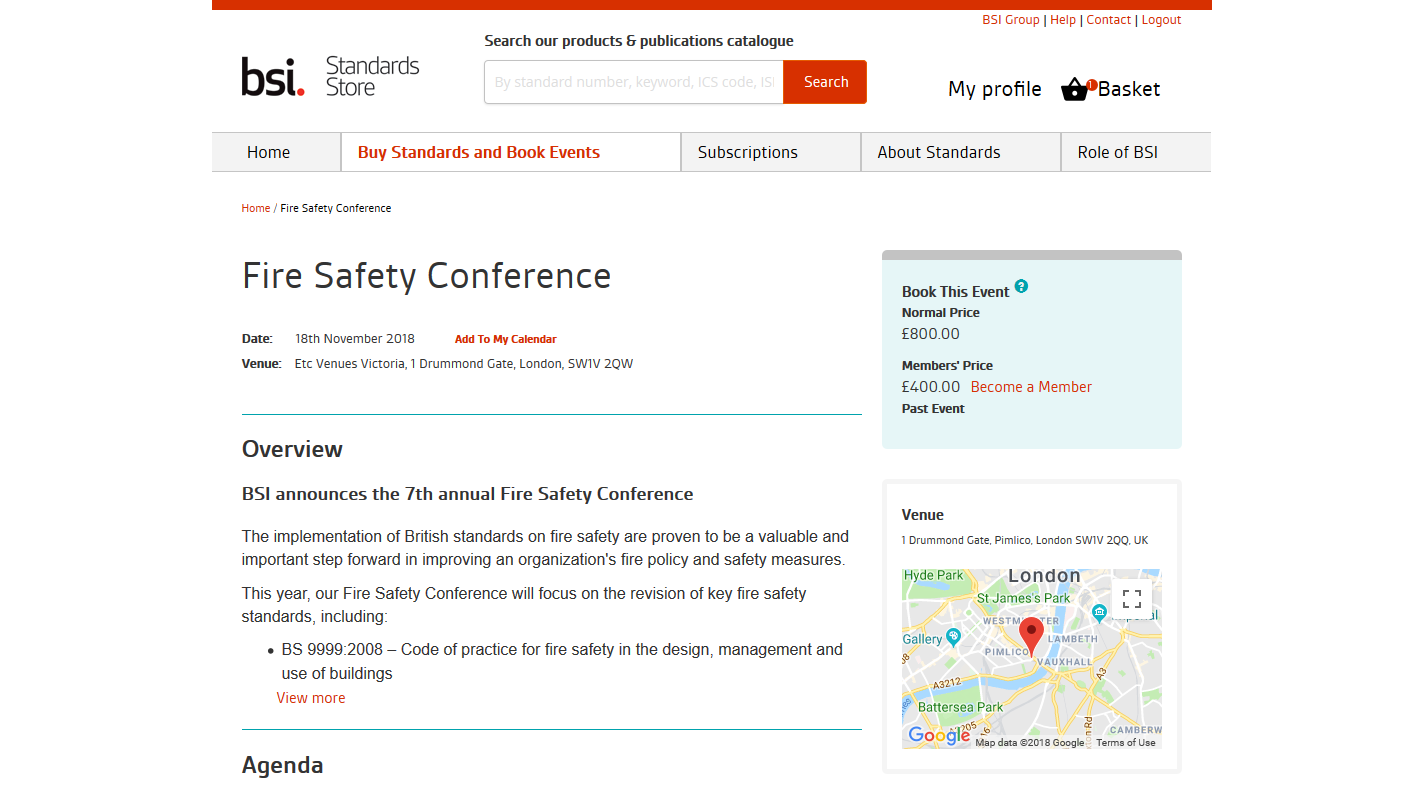 BSI Group | Help | Contact | Logout
Search our products & publications catalogue
bsi. Standards Store
By standard number, keyword, ICS code, ISI
Search
My profile
1 Basket
Home
Buy Standards and Book Events
Subscriptions
About Standards
Role of BSI
Home / Fire Safety Conference
Fire Safety Conference
Date: 18th November 2018 Add To My Calendar
Venue: Etc Venues Victoria, 1 Drummond Gate, London, SW1V 2QW
Overview
BSI announces the 7th annual Fire Safety Conference
The implementation of British standards on fire safety are proven to be a valuable and
important step forward in improving an organization's fire policy and safety measures.
This year, our Fire Safety Conference will focus on the revision of key fire safety
standards, including:
• BS 9999:2008 – Code of practice for fire safety in the design, management and
use of buildings
View more
Agenda
Book This Event ?
Normal Price
£800.00
Members' Price
£400.00 Become a Member
Past Event
Venue
1 Drummond Gate, Pimlico, London SW1V 2QQ, UK
Hyde Park
London
St James's Park
WESTM
Gallery
LAMBETH
PIMLICO
VAUXHALL
A3212
A3
Battersea Park
CAMBERW
Google
Map data ©2018 Google Terms of Use